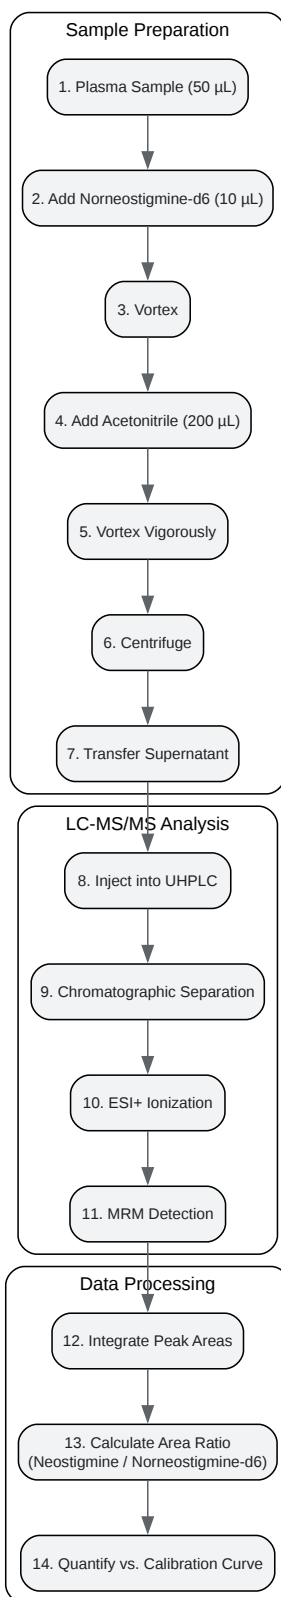 Sample Preparation
1. Plasma Sample (50 µL)
2. Add Norneostigmine-d6 (10 µL)
3. Vortex
4. Add Acetonitrile (200 µL)
5. Vortex Vigorously
6. Centrifuge
7. Transfer Supernatant
LC-MS/MS Analysis
8. Inject into UHPLC
9. Chromatographic Separation
10. ESI+ Ionization
11. MRM Detection
Data Processing
12. Integrate Peak Areas
13. Calculate Area Ratio
(Neostigmine / Norneostigmine-d6)
14. Quantify vs. Calibration Curve